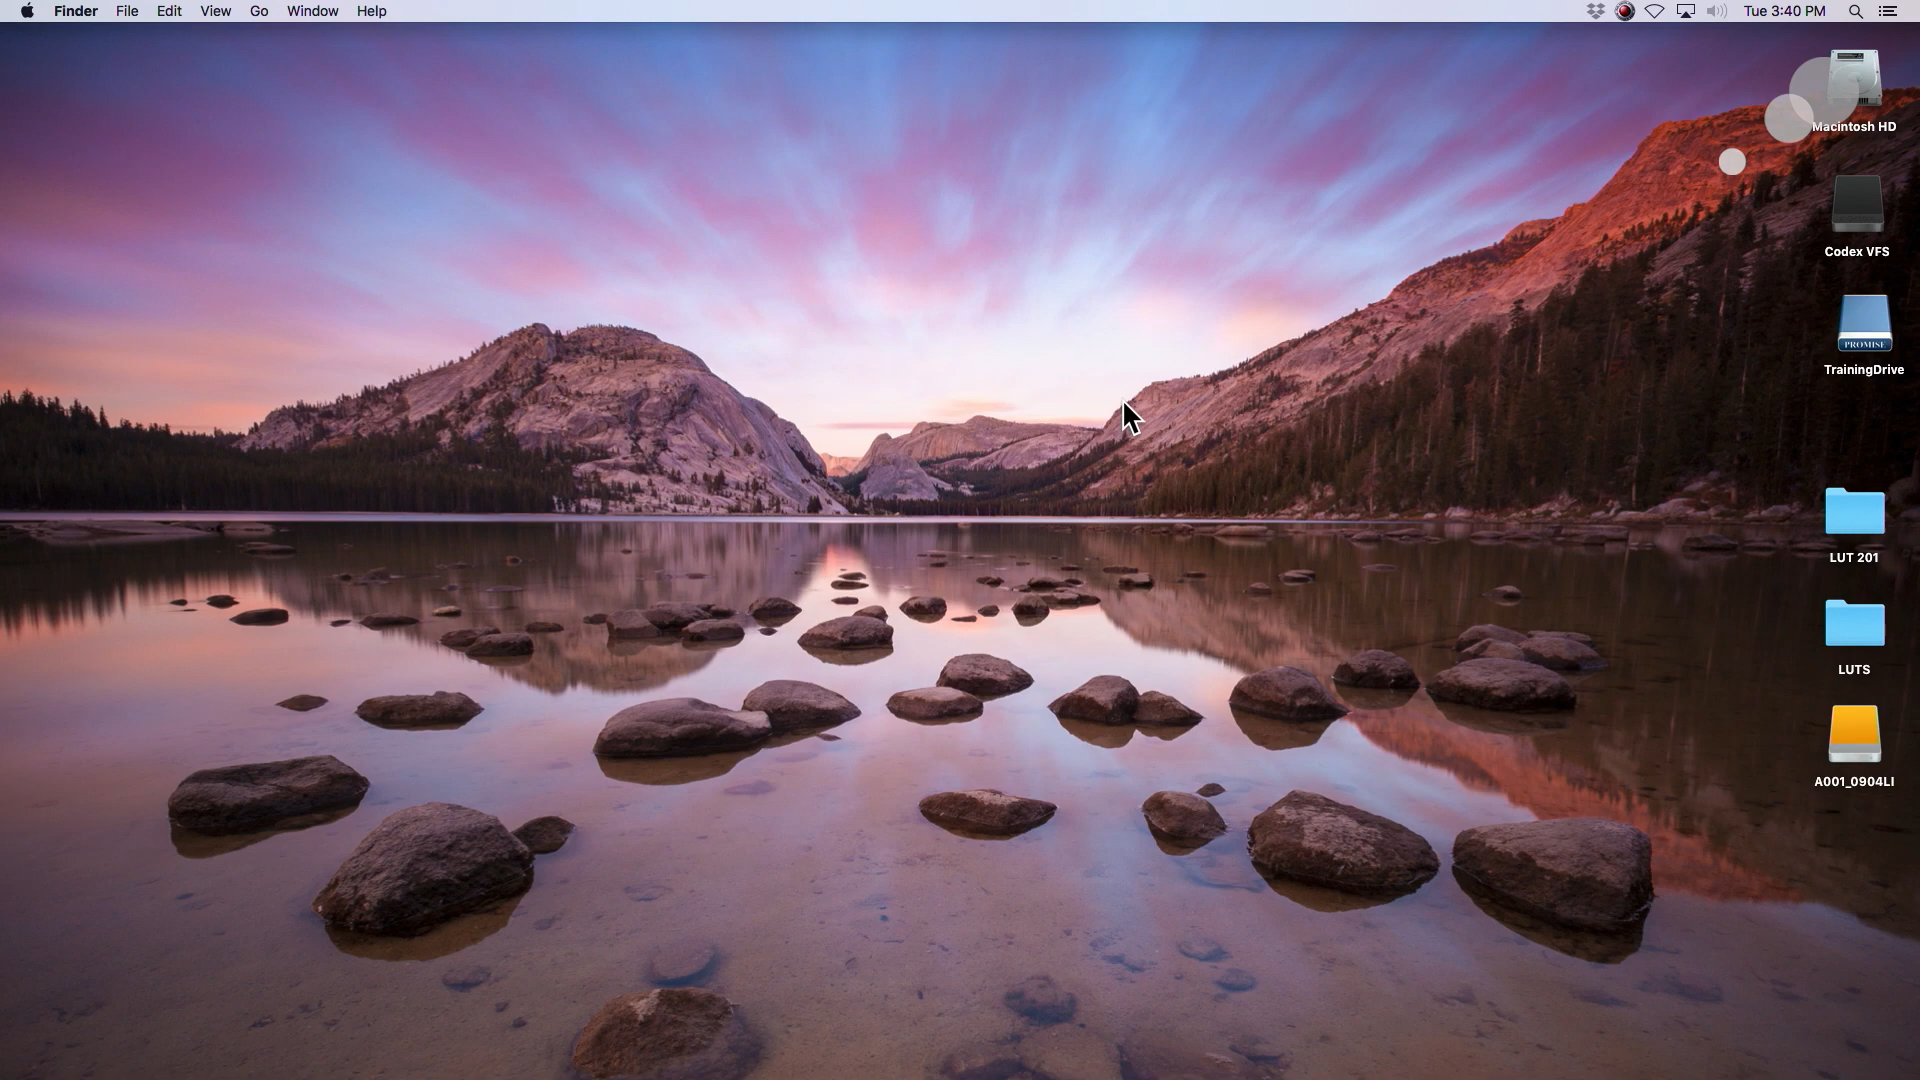 Finder File Edit View Go Window Help Tue 3:40 PM
Macintosh HD
Codex VFS
PROMISE
TrainingDrive
LUT 201
LUTS
A001_0904LI